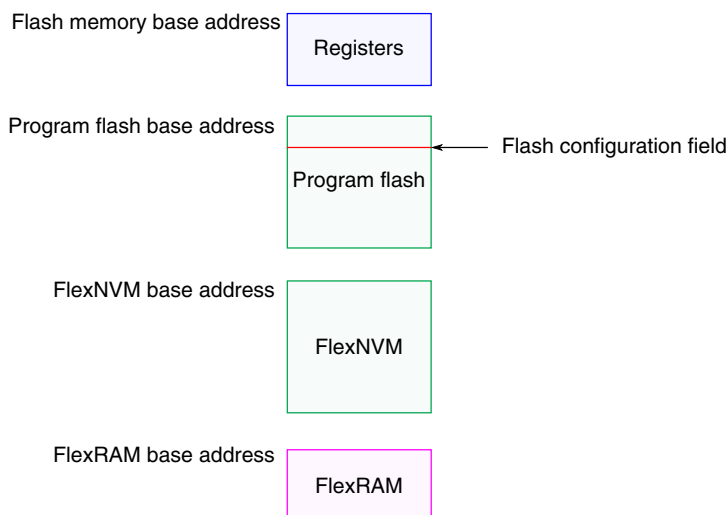 Flash memory base address
Registers
Program flash base address
Flash configuration field
Program flash
FlexNVM base address
FlexNVM
FlexRAM base address
FlexRAM